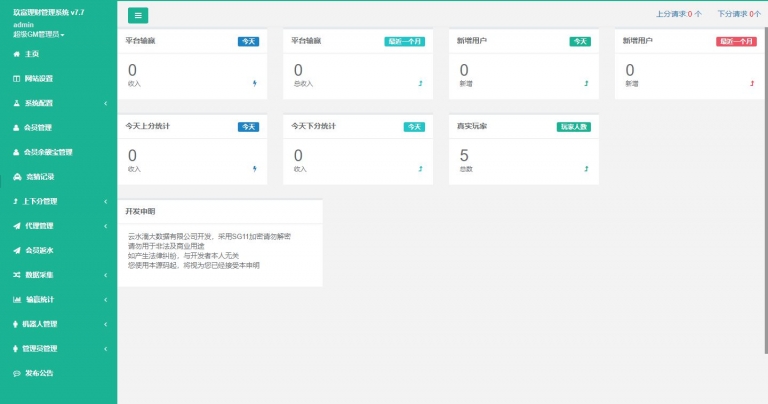 玖富理财管理系统 v7.7
admin
超级GM管理员
主页
网站设置
系统配置
会员管理
会员余额宝管理
竞猜记录
上下分管理
代理管理
会员返水
数据采集
输赢统计
机器人管理
管理员管理
发布公告
上分请求:0 个 下分请求 0个
平台输赢 今天
0
收入
平台输赢 最近一个月
0
总收入
新增用户 今天
0
新增
新增用户 最近一个月
0
新增
今天上分统计 今天
0
收入
今天下分统计 今天
0
收入
真实玩家 玩家人数
5
总数
开发申明
云水滴大数据有限公司开发，采用SG11加密请勿解密
请勿用于非法及商业用途
如产生法律纠纷，与开发者本人无关
您使用本源码起，将视为您已经接受本申明